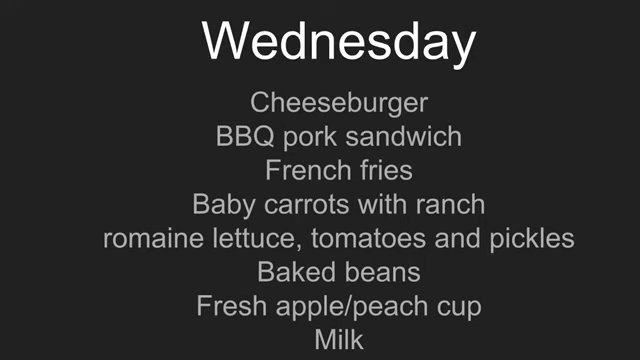 Wednesday
Cheeseburger
BBQ pork sandwich
French fries
Baby carrots with ranch
romaine lettuce, tomatoes and pickles
Baked beans
Fresh apple/peach cup
Milk